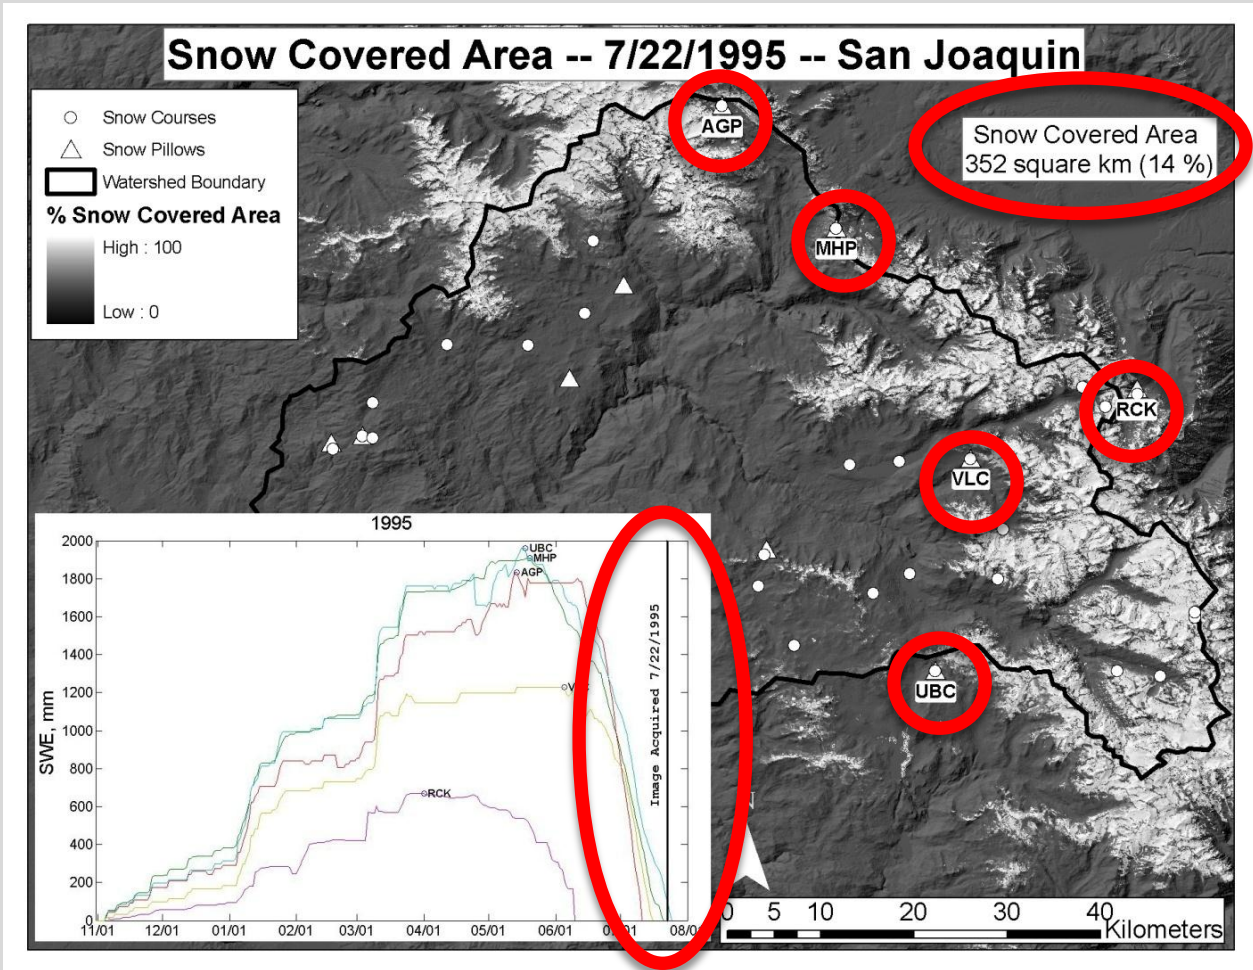 Snow Covered Area -- 7/22/1995 -- San Joaquin
Snow Courses
Snow Pillows
Watershed Boundary
% Snow Covered Area
High : 100
Low : 0
Snow Covered Area
352 square km (14 %)
AGP
MHP
RCK
VLC
UBC
1995
SWE, mm
2000
1800
1600
1400
1200
1000
800
600
400
200
0
UBC
MHP
AGP
RCK
Image Acquired 7/22/1995
11/01 12/01 01/01 02/01 03/01 04/01 05/01 06/01
N
0 5 10 20 30 40
Kilometers